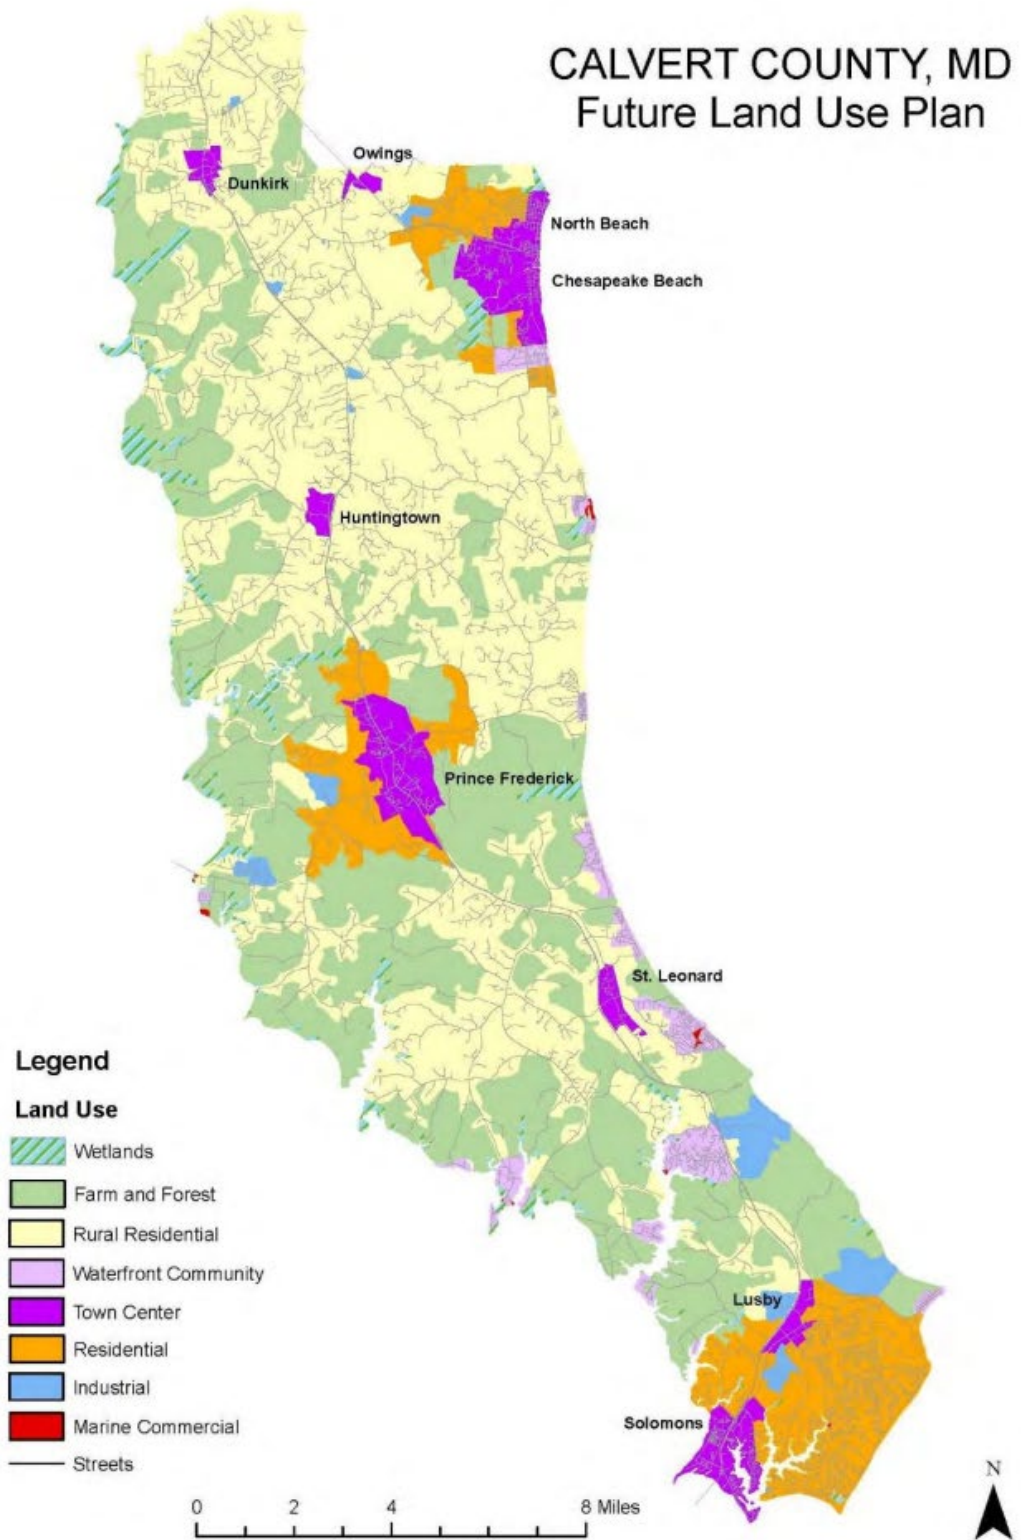 CALVERT COUNTY, MD
Future Land Use Plan
Owings
Dunkirk
North Beach
Chesapeake Beach
Huntingtown
Prince Frederick
St. Leonard
Lusby
Solomons
Legend
Land Use
Wetlands
Farm and Forest
Rural Residential
Waterfront Community
Town Center
Residential
Industrial
Marine Commercial
Streets
0 2 4 8 Miles
N